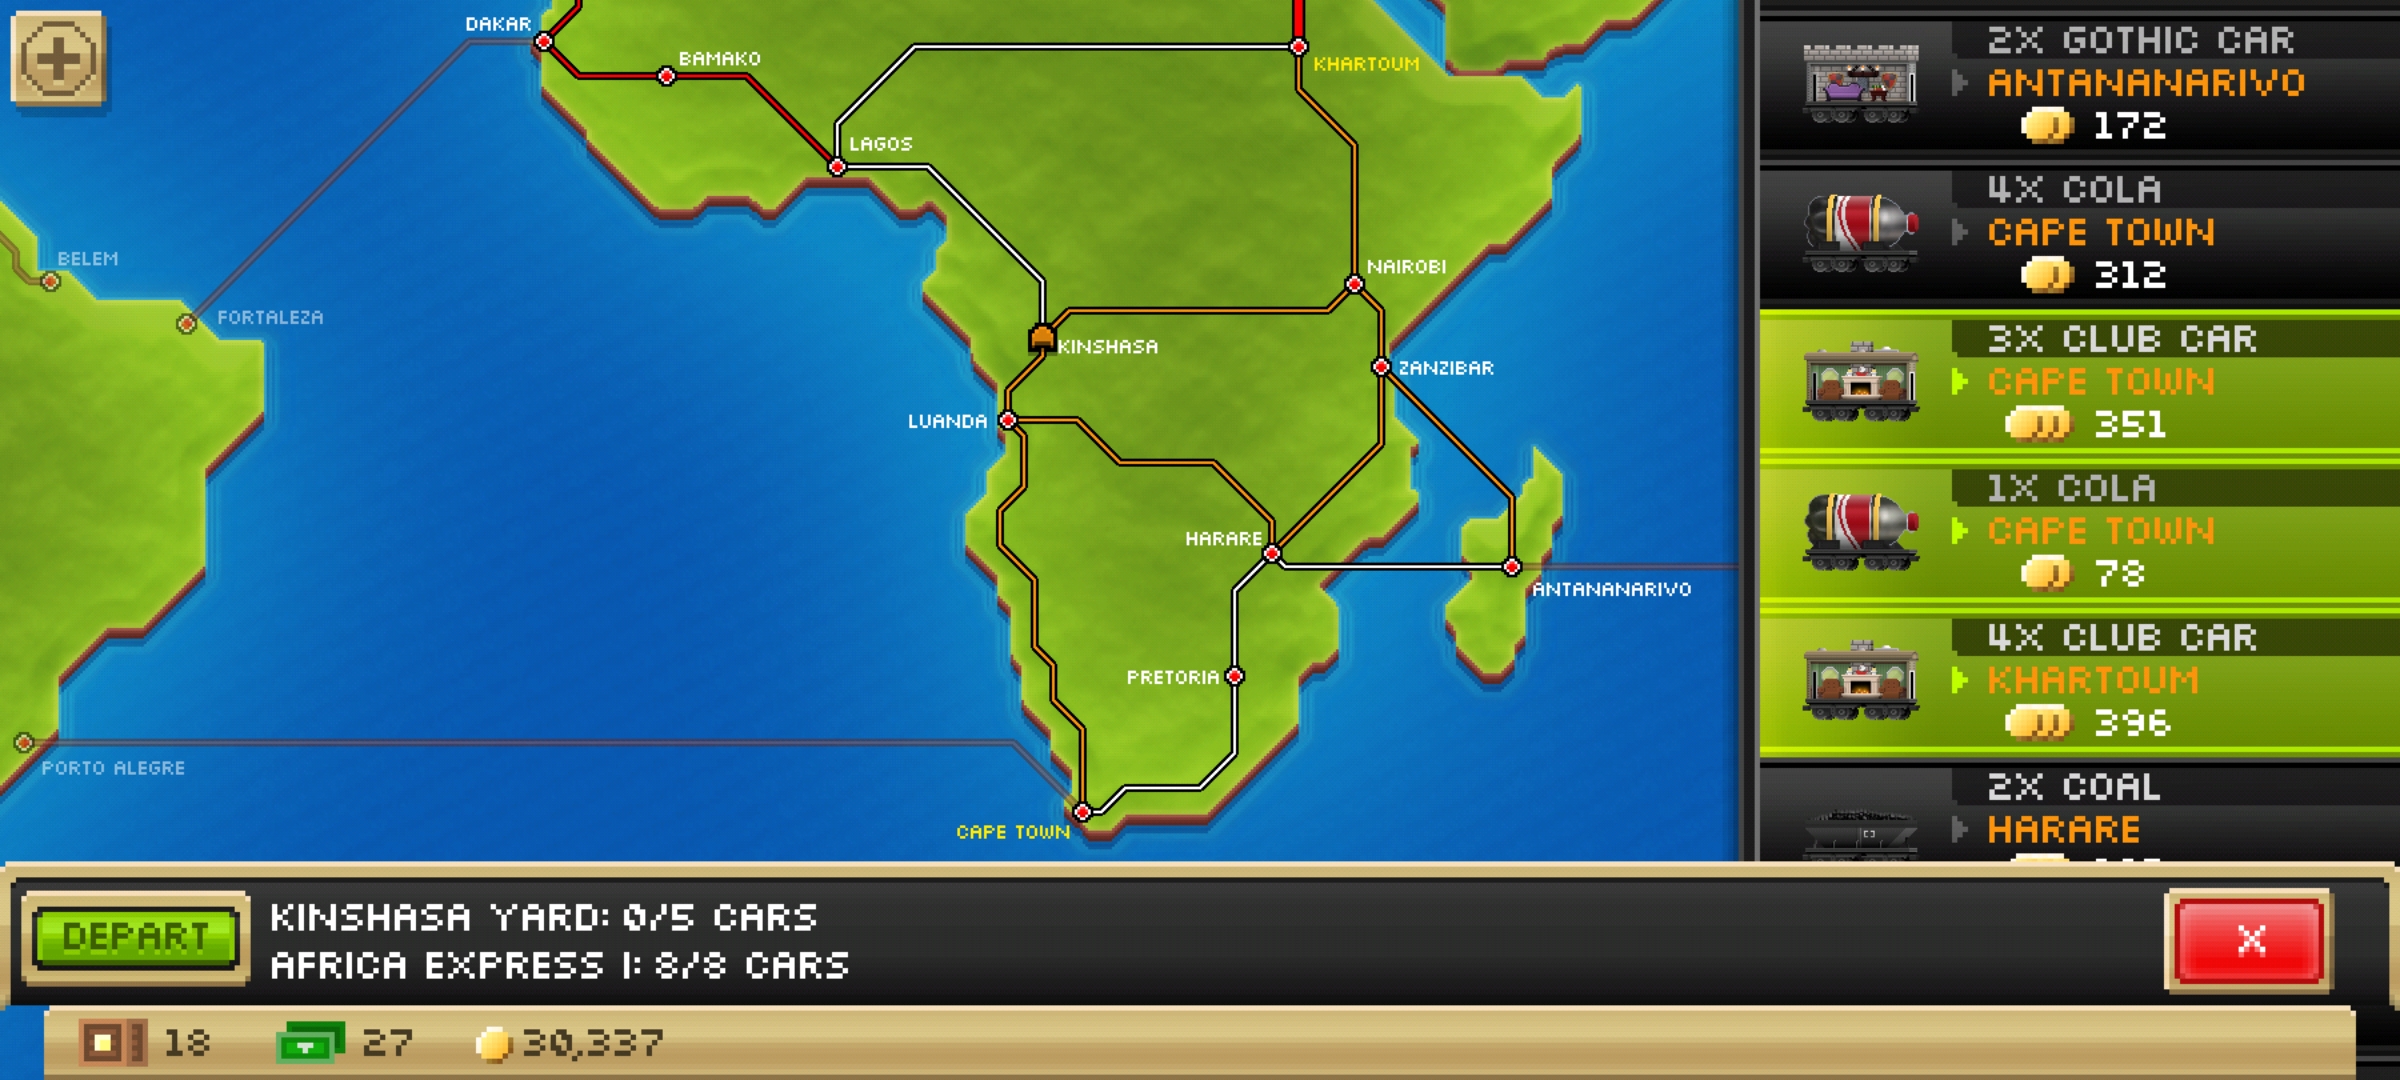 DAKAR
BAMAKO
KHARTOUM
LAGOS
BELEM
FORTALEZA
NAIROBI
KINSHASA
ZANZIBAR
LUANDA
HARARE
ANTANANARIVO
PRETORIA
PORTO ALEGRE
CAPE TOWN
2X GOTHIC CAR
ANTANANARIVO
172
4X COLA
CAPE TOWN
312
3X CLUB CAR
CAPE TOWN
351
1X COLA
CAPE TOWN
78
4X CLUB CAR
KHARTOUM
396
2X COAL
HARARE
DEPART
KINSHASA YARD: 0/5 CARS
AFRICA EXPRESS I: 8/8 CARS
X
18
27
30,337